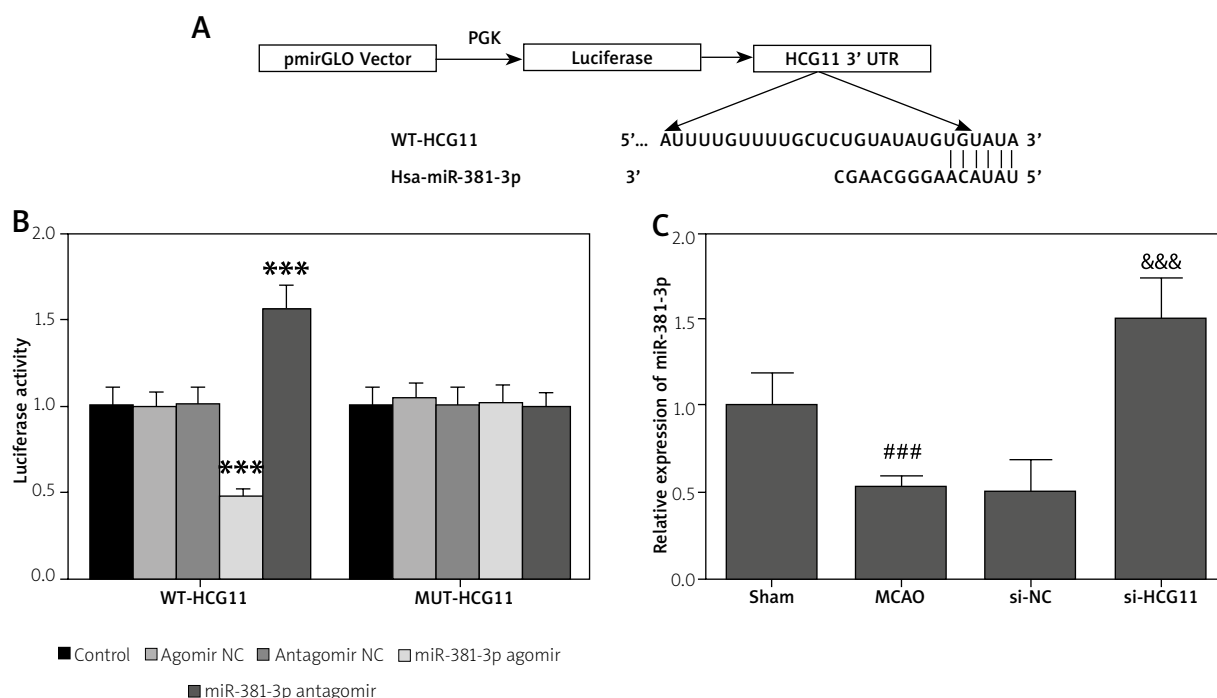 A
PGK
pmirGLO Vector Luciferase HCG11 3’ UTR
WT-HCG11 5’... AUUUUGUUUUGCUCUGUAUAUGUGUAUA 3’
Hsa-miR-381-3p 3’ CGAACGGGAACAUAU 5’
B
Luciferase activity
2.0
1.5
1.0
0.5
0.0
***
***
WT-HCG11 MUT-HCG11
Control Agomir NC Antagomir NC miR-381-3p agomir
miR-381-3p antagomir
C
Relative expression of miR-381-3p
2.0
1.5
1.0
0.5
0.0
###
&&&
Sham MCAO si-NC si-HCG11